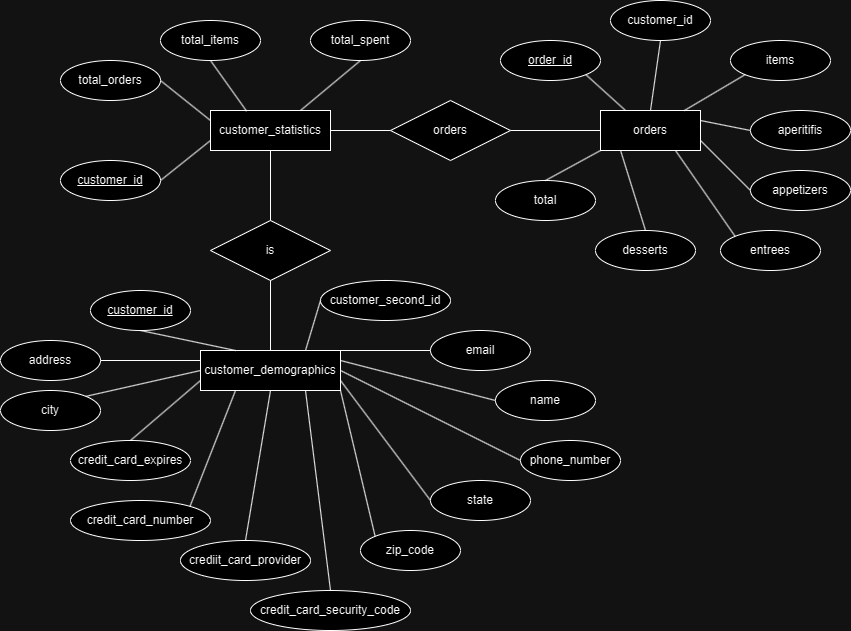 customer_id
total_items
total_spent
order_id
items
total_orders
customer_statistics
orders
orders
aperitifis
customer_id
total
appetizers
is
desserts
entrees
customer_id
customer_second_id
address
email
customer_demographics
city
name
credit_card_expires
phone_number
credit_card_number
state
crediit_card_provider
zip_code
credit_card_security_code